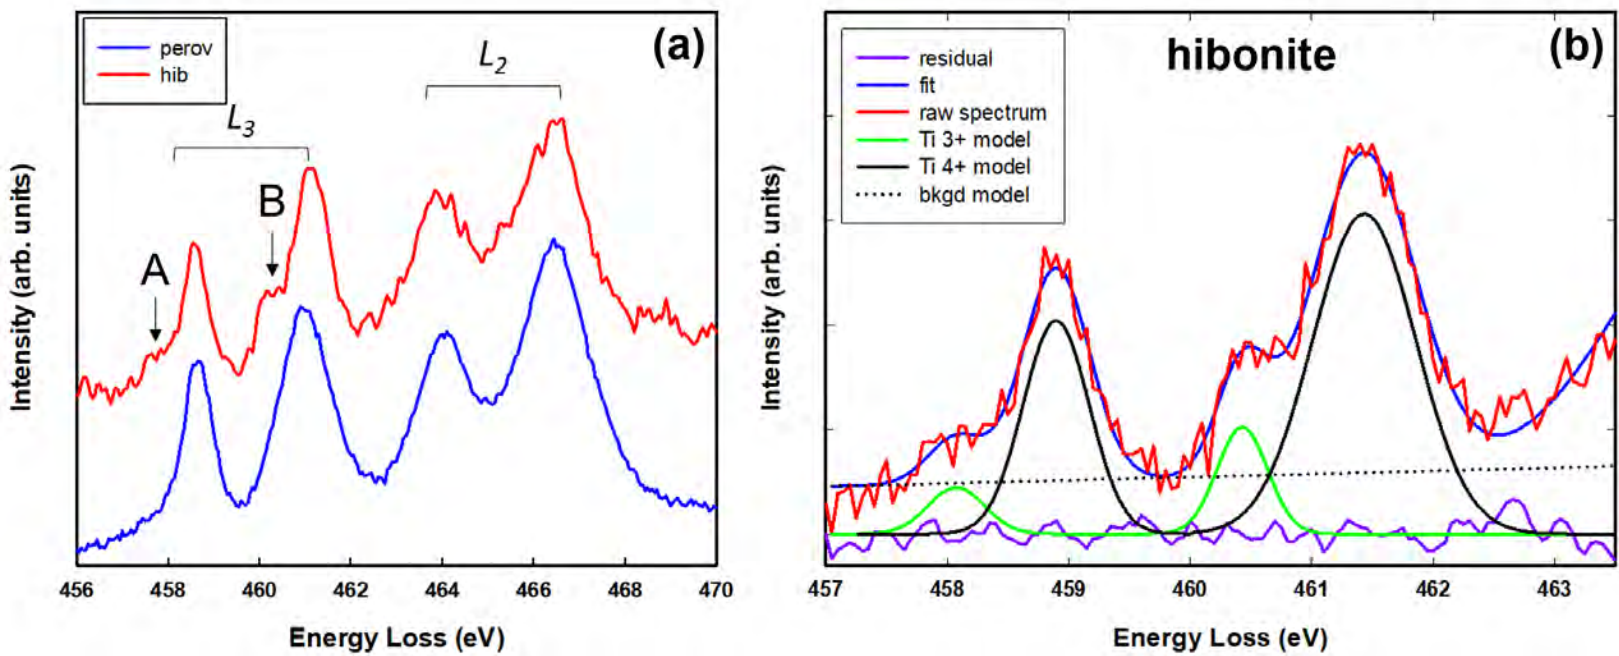 (a)
perov
hib
L3
L2
A
B
Intensity (arb. units)
456 458 460 462 464 466 468 470
Energy Loss (eV)
(b)
hibonite
residual
fit
raw spectrum
Ti 3+ model
Ti 4+ model
bkgd model
Intensity (arb. units)
457 458 459 460 461 462 463
Energy Loss (eV)